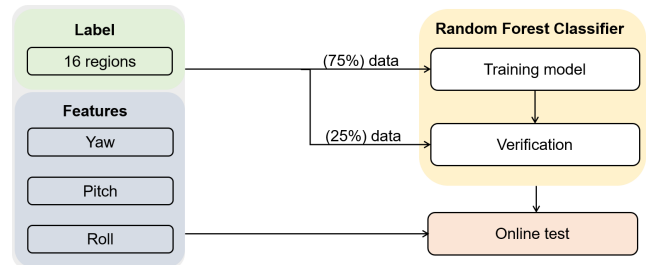 Label
16 regions
Features
Yaw
Pitch
Roll
(75%) data
(25%) data
Random Forest Classifier
Training model
Verification
Online test